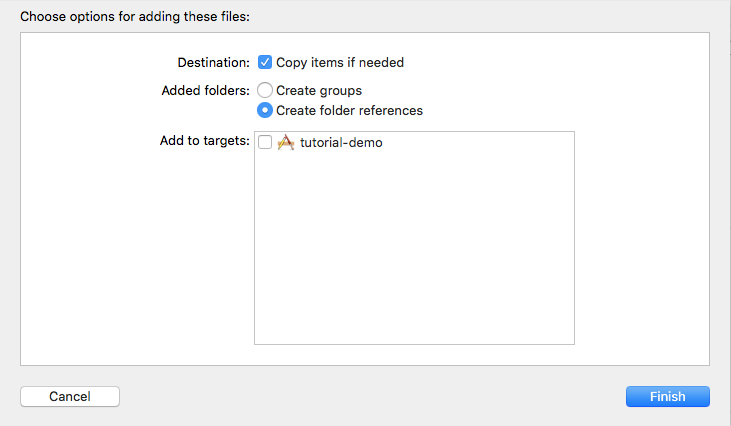 Choose options for adding these files:
Destination: Copy items if needed
Added folders: Create groups
Create folder references
Add to targets: tutorial-demo
Cancel Finish